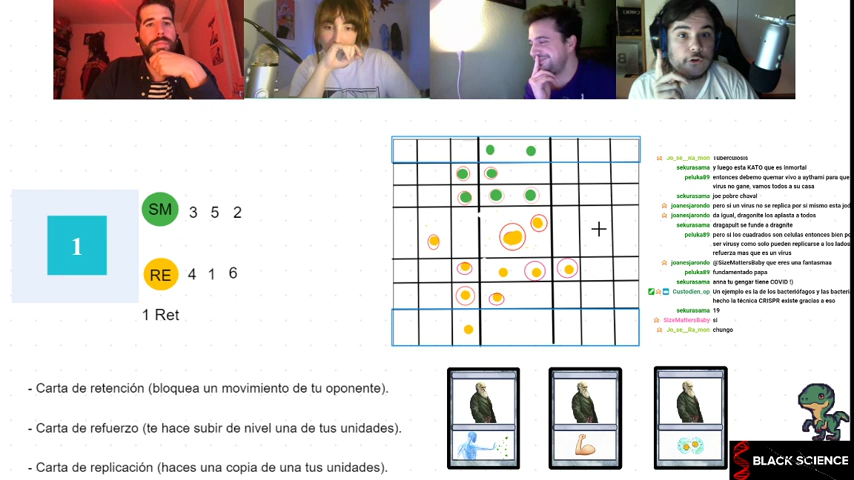 Jo_se__Ra_mon Tuberculosis
sekurasama y luego esta KATO que es Inmortal
peluka89 entonces debemo quemar vivo a aythami para que
virus no gane, vamos todos a su casa
sekurasama joe pobre chaval
joanesjarondo pero si un virus no se replica por si mismo esta jod
joanesjarondo da igual, dragonite los aplasta a todos
sekurasama dragapult se funde a dragnite
peluka89 pero si los cuadrados son celulas entonces bien po
ser virusy como solo pueden replicarse a los lados
refuerza mas que es un virus
joanesjarondo @SizeMattersBaby que eres una fantasmaa
peluka89 fundamentado papa
sekurasama anna tu gengar tiene COVID !)
Custodien_op Un ejemplo es la de los bacteriófagos y las bacteria
hecho la técnica CRISPR existe gracias a eso
sekurasama 19
SizeMattersBaby si
Jo_se__Ra_mon chungo
1
SM 3 5 2
RE 4 1 6
1 Ret
- Carta de retención (bloquea un movimiento de tu oponente).
- Carta de refuerzo (te hace subir de nivel una de tus unidades).
- Carta de replicación (haces una copia de una tus unidades).
BLACK SCIENCE